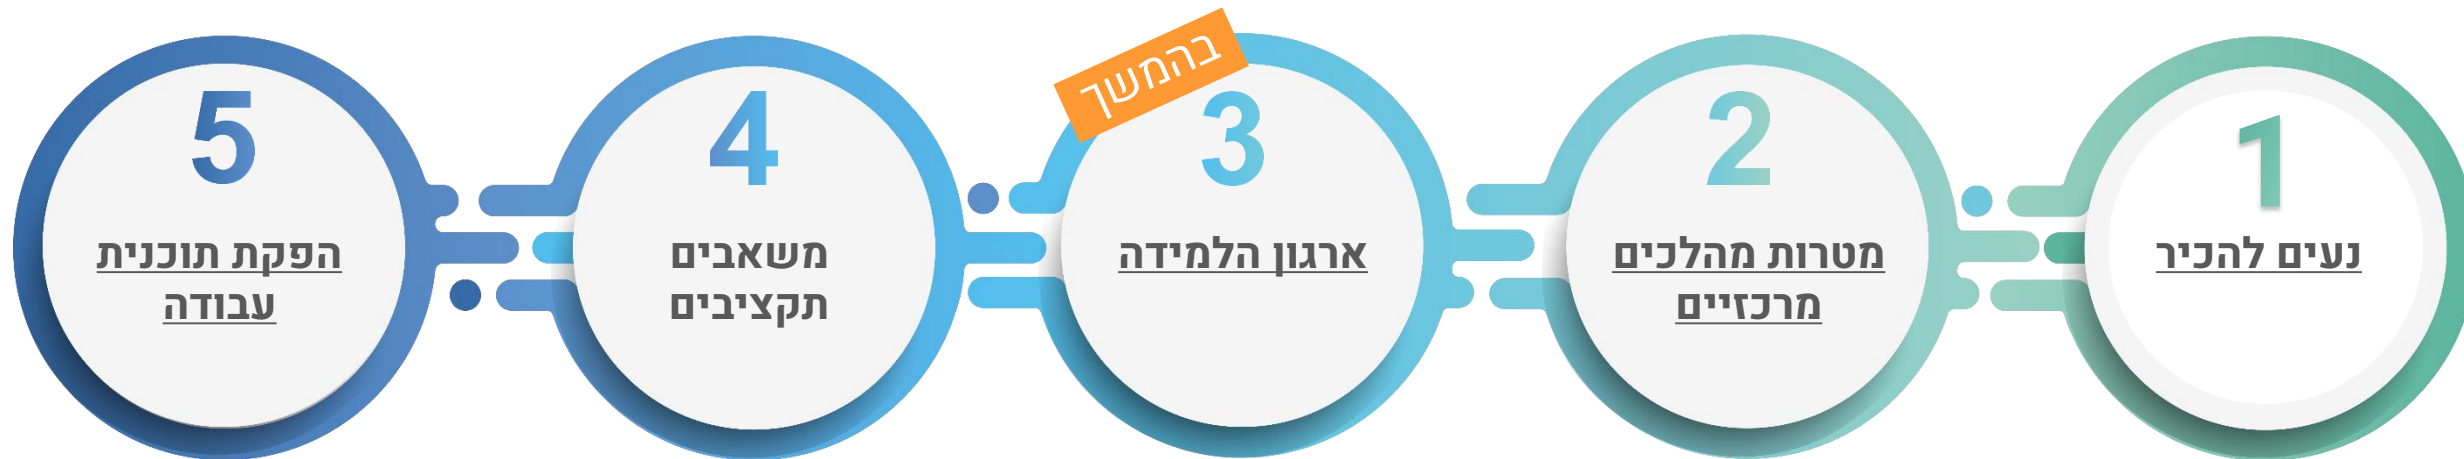 1
נעים להכיר
2
מטרות מהלכים
מרכזיים
בהמשך
3
ארגון הלמידה
4
משאבים
תקציבים
5
הפקת תוכנית
עבודה